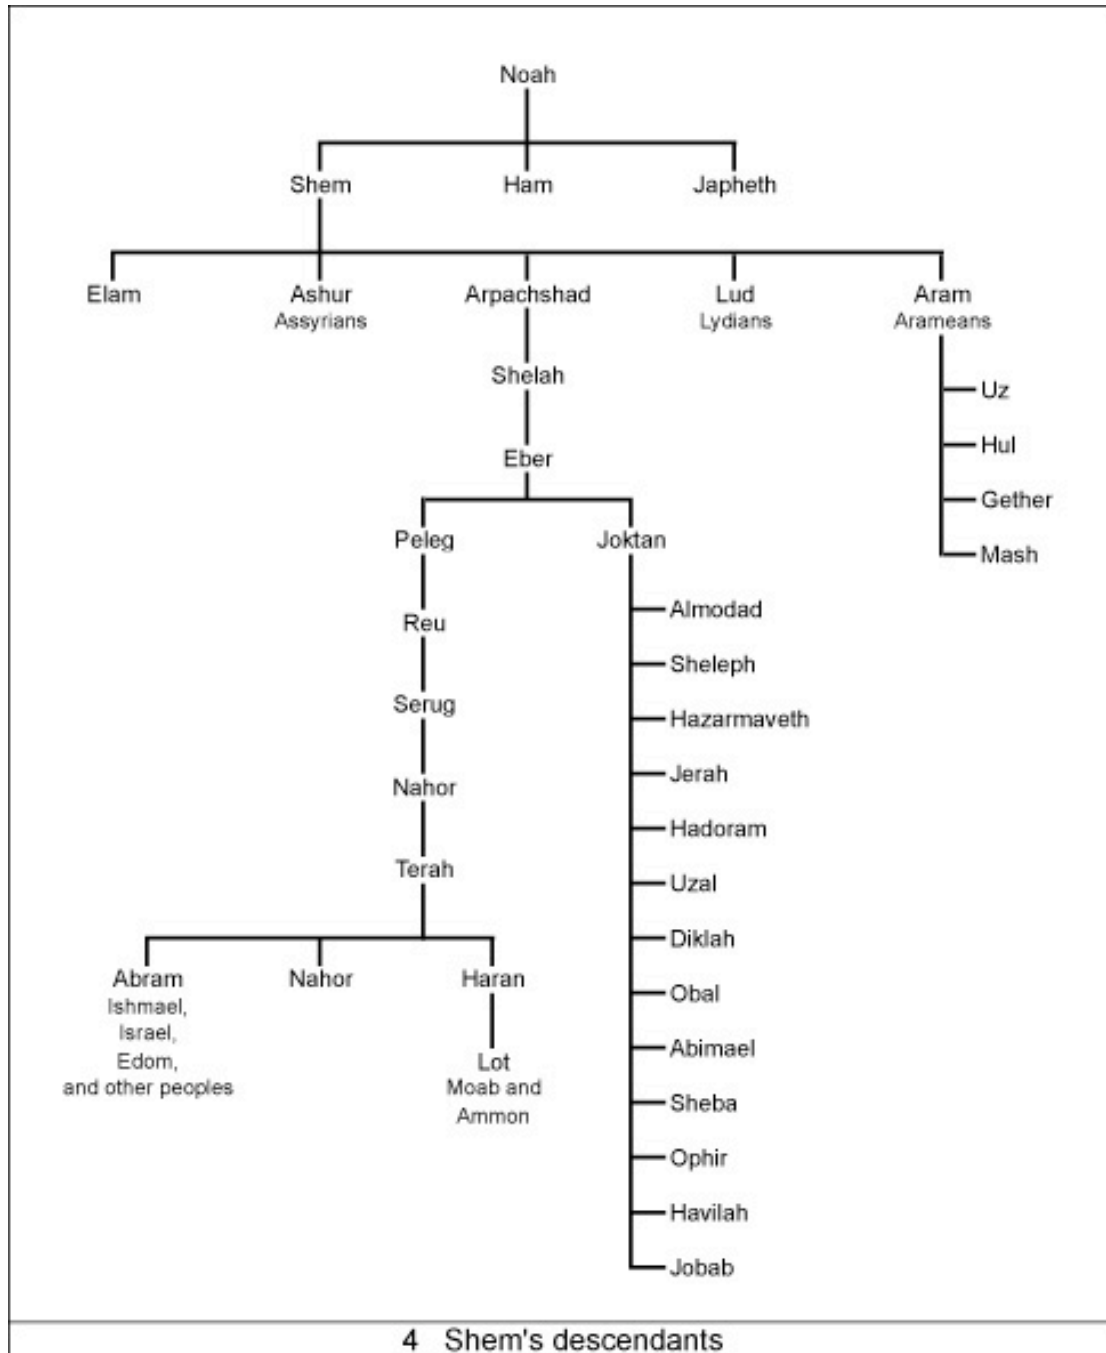 Noah
Shem Ham Japheth
Elam Ashur Arpachshad Lud Aram
Assyrians Lydians Arameans
Shelah
Uz
Hul
Eber
Gether
Peleg Joktan
Mash
Almodad
Reu
Sheleph
Serug
Hazarmaveth
Jerah
Nahor
Hadoram
Terah
Uzal
Diklah
Abram Nahor Haran
Obal
Ishmael,
Israel,
Edom,
and other peoples
Lot
Moab and
Ammon
Abimael
Sheba
Ophir
Havilah
Jobab
4 Shem's descendants